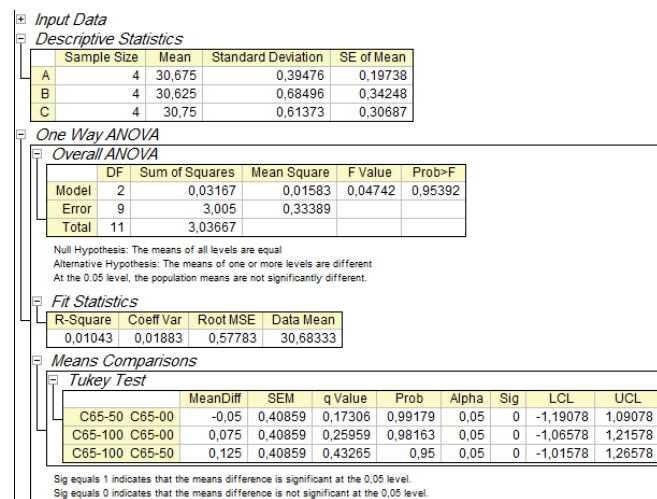 Input Data
Descriptive Statistics
Sample Size Mean Standard Deviation SE of Mean
A 4 30,675 0,39476 0,19738
B 4 30,625 0,68496 0,34248
C 4 30,75 0,61373 0,30687
One Way ANOVA
Overall ANOVA
DF Sum of Squares Mean Square F Value Prob>F
Model 2 0,03167 0,01583 0,04742 0,95392
Error 9 3,005 0,33389
Total 11 3,03667
Null Hypothesis: The means of all levels are equal
Alternative Hypothesis: The means of one or more levels are different
At the 0.05 level, the population means are not significantly different.
Fit Statistics
R-Square Coeff Var Root MSE Data Mean
0,01043 0,01883 0,57783 30,68333
Means Comparisons
Tukey Test
MeanDiff SEM q Value Prob Alpha Sig LCL UCL
C65-50 C65-00 -0,05 0,40859 0,17306 0,99179 0,05 0 -1,19078 1,09078
C65-100 C65-00 0,075 0,40859 0,25959 0,98163 0,05 0 -1,06578 1,21578
C65-100 C65-50 0,125 0,40859 0,43265 0,95 0,05 0 -1,01578 1,26578
Sig equals 1 indicates that the means difference is significant at the 0,05 level.
Sig equals 0 indicates that the means difference is not significant at the 0,05 level.